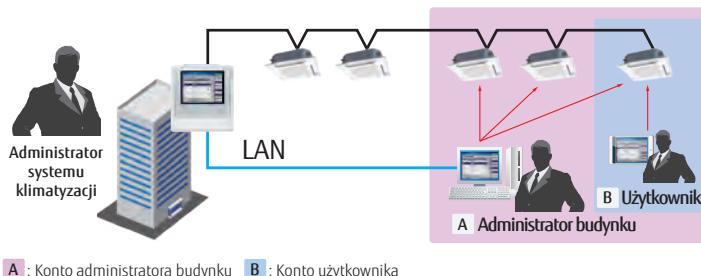 Administrator
systemu
klimatyzacji
LAN
B Użytkownik
A Administrator budynku
A : Konto administratora budynku B : Konto użytkownika